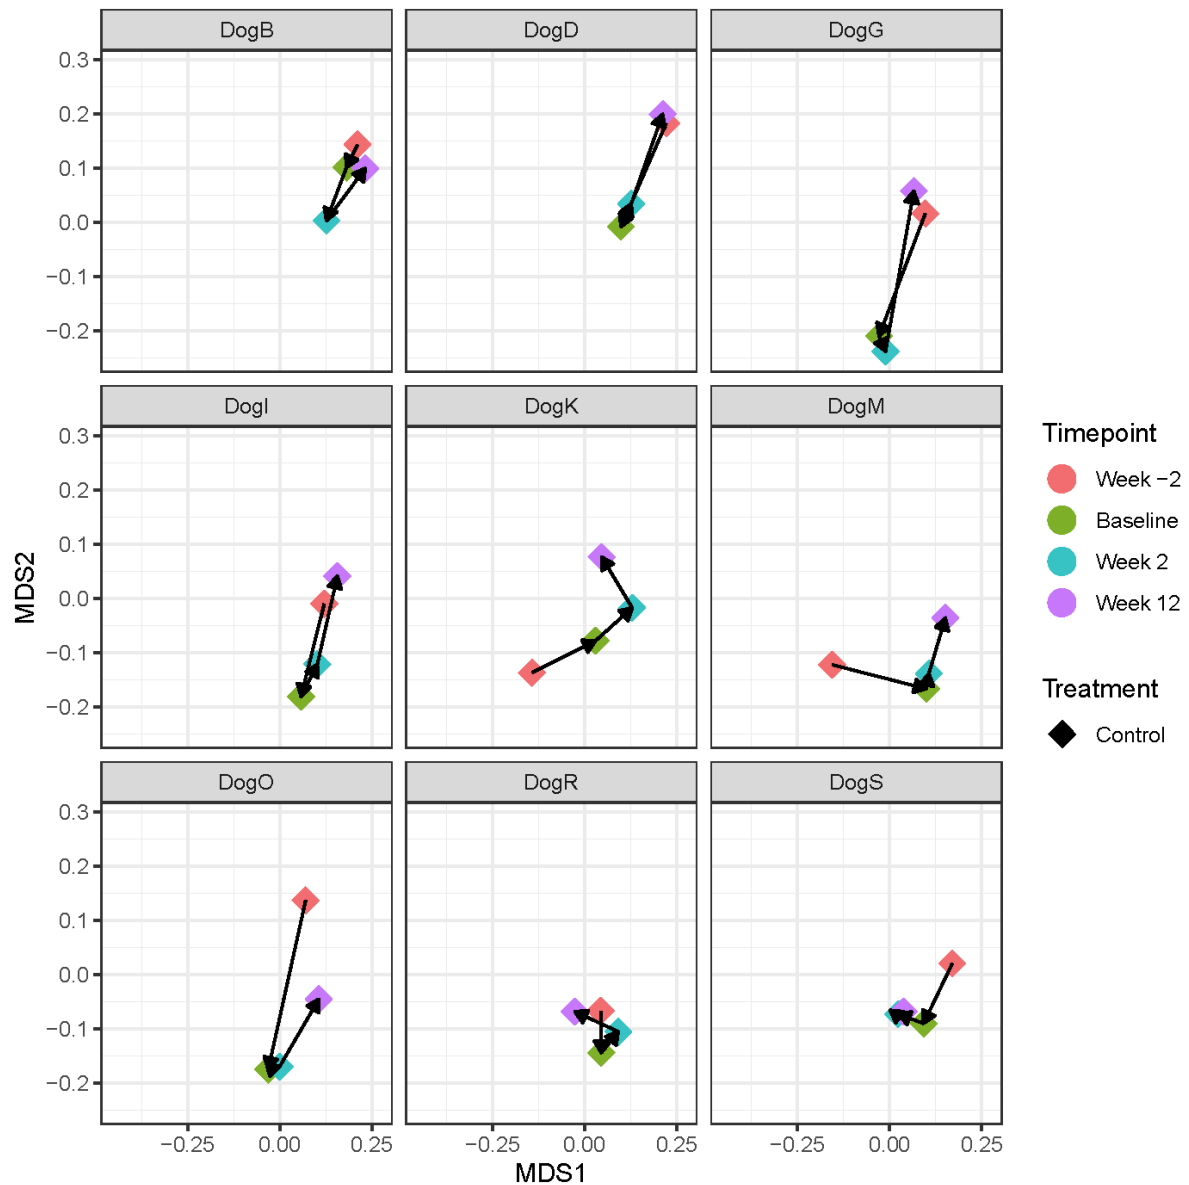 DogB DogD DogG
0.3
0.2
0.1
0.0
−0.1
−0.2
DogI DogK DogM
0.3
0.2
0.1
0.0
−0.1
−0.2
DogO DogR DogS
0.3
0.2
0.1
0.0
−0.1
−0.2
−0.25 0.00 0.25 −0.25 0.00 0.25 −0.25 0.00 0.25
MDS1
MDS2
Timepoint
Week −2
Baseline
Week 2
Week 12
Treatment
Control